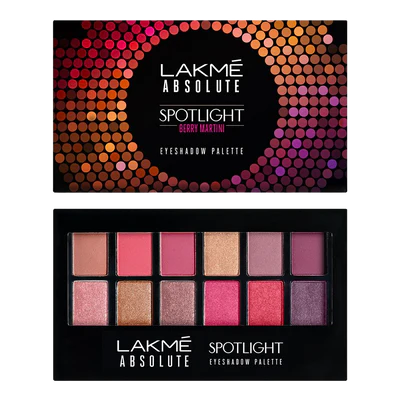 LAKMÉ
ABSOLUTE
SPOTLIGHT
BERRY MARTINI
EYESHADOW PALETTE
LAKMÉ
ABSOLUTE
SPOTLIGHT
EYESHADOW PALETTE